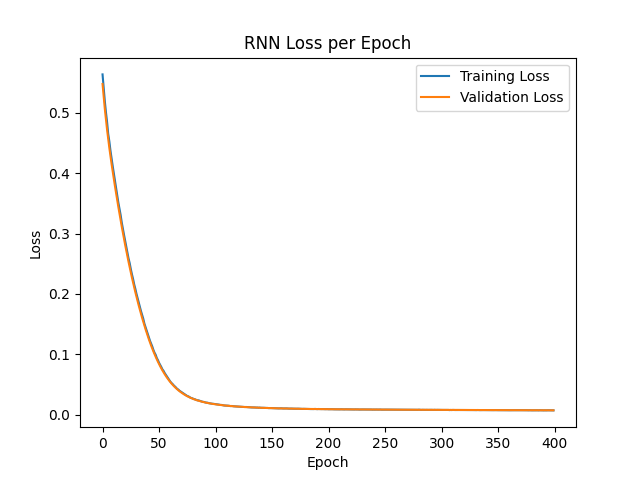 RNN Loss per Epoch
Training Loss
Validation Loss
Loss
0.5
0.4
0.3
0.2
0.1
0.0
0 50 100 150 200 250 300 350 400
Epoch